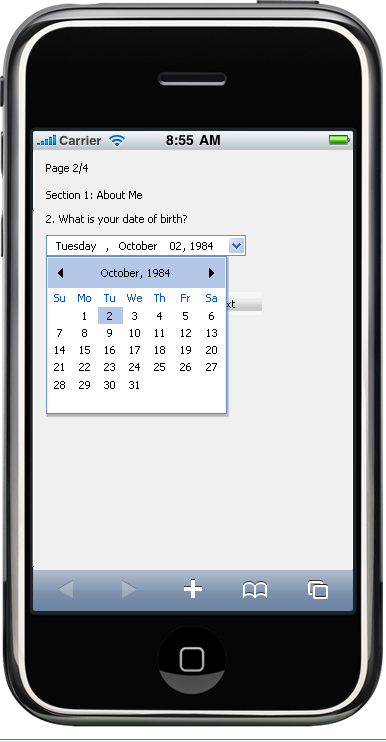 Carrier 8:55 AM
Page 2/4
Section 1: About Me
2. What is your date of birth?
Tuesday , October 02, 1984
October, 1984
Su Mo Tu We Th Fr Sa
1 2 3 4 5 6
7 8 9 10 11 12 13
14 15 16 17 18 19 20
21 22 23 24 25 26 27
28 29 30 31